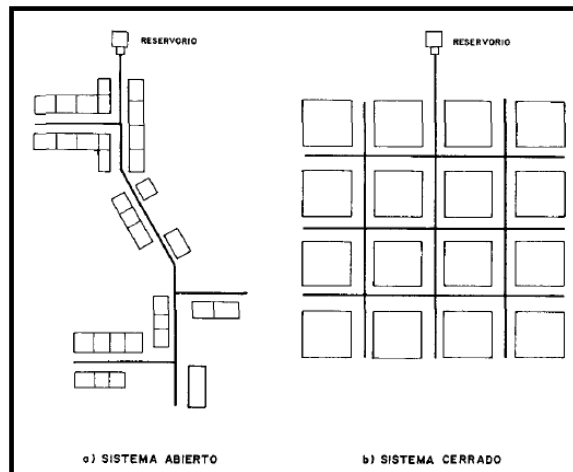 RESERVORIO
RESERVORIO
a) SISTEMA ABIERTO
b) SISTEMA CERRADO